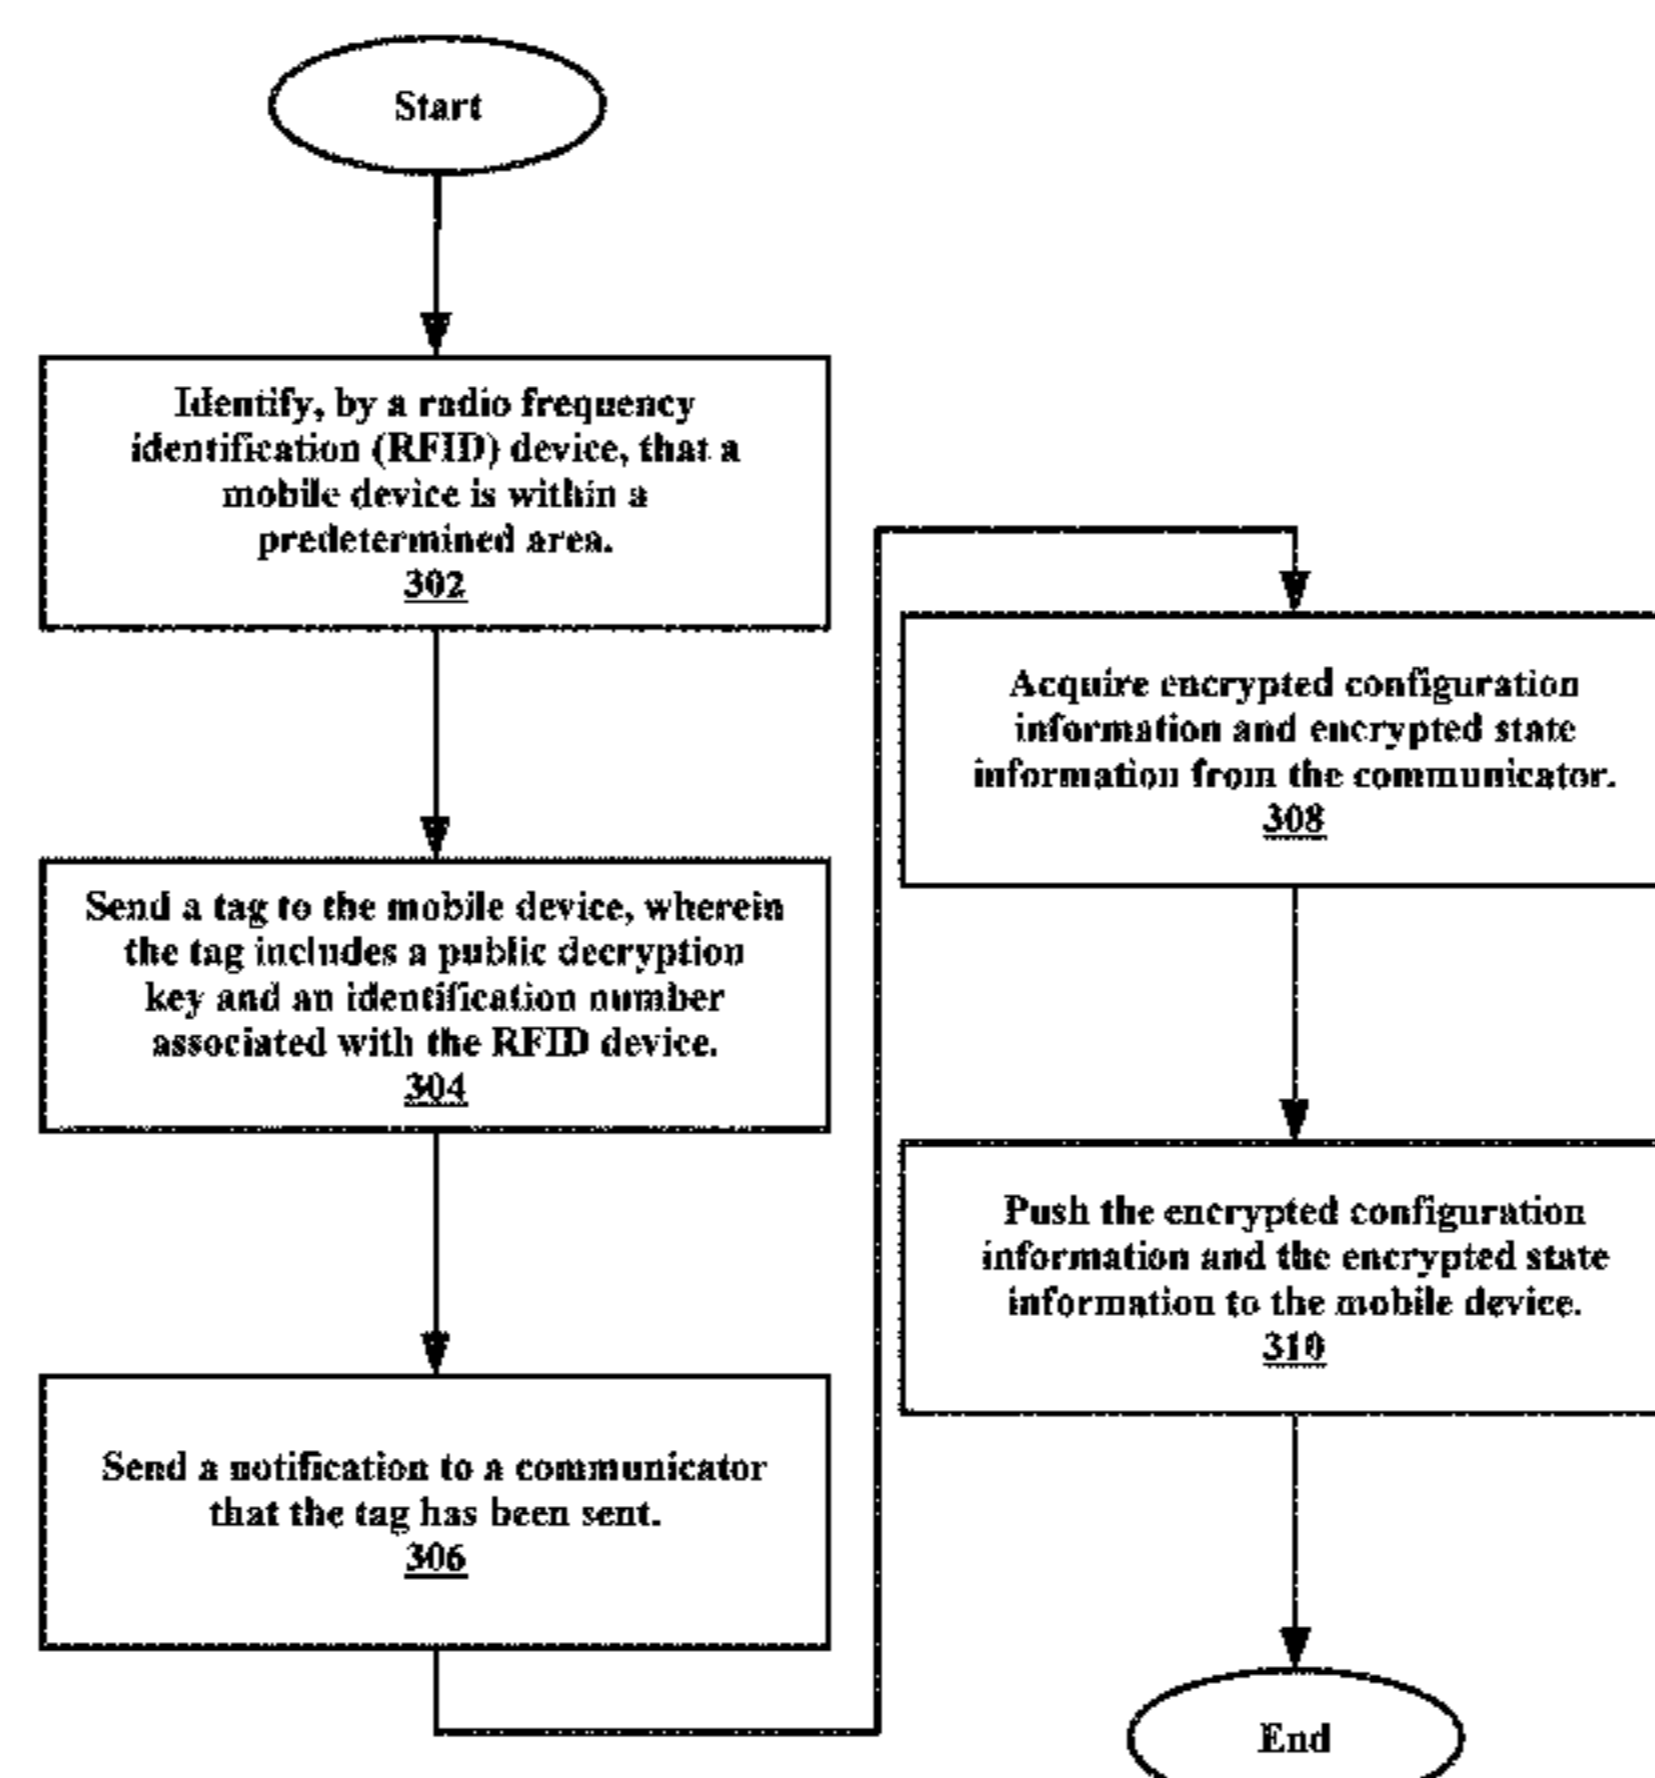 Start
Identify, by a radio frequency
identification (RFID) device, that a
mobile device is within a
predetermined area.
302
Send a tag to the mobile device, wherein
the tag includes a public decryption
key and an identification number
associated with the RFID device.
304
Send a notification to a communicator
that the tag has been sent.
306
Acquire encrypted configuration
information and encrypted state
information from the communicator.
308
Push the encrypted configuration
information and the encrypted state
information to the mobile device.
310
End